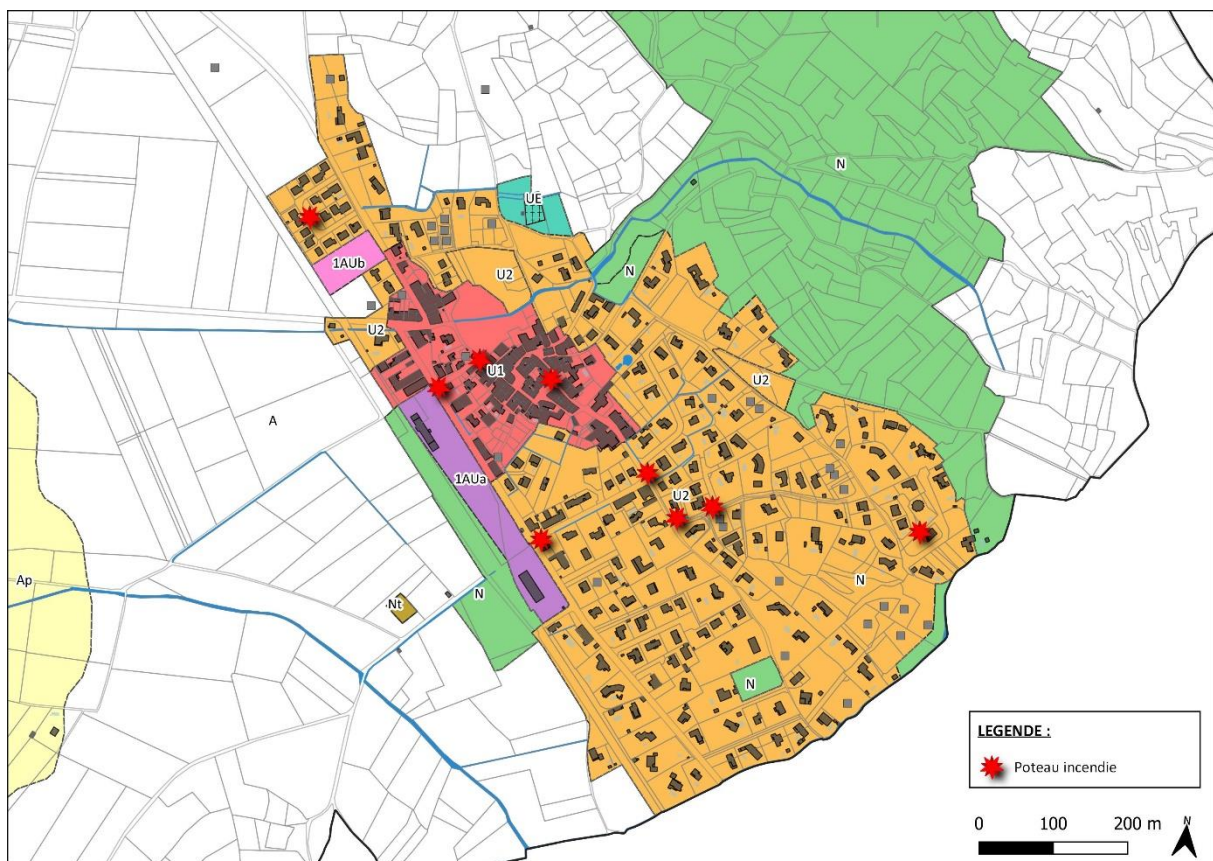 N
UE
1AUb
U2
N
U2
U1
U2
A
1AUa
U2
Ap
Nt
N
N
N
LEGENDE :
Poteau incendie
0 100 200 m
N